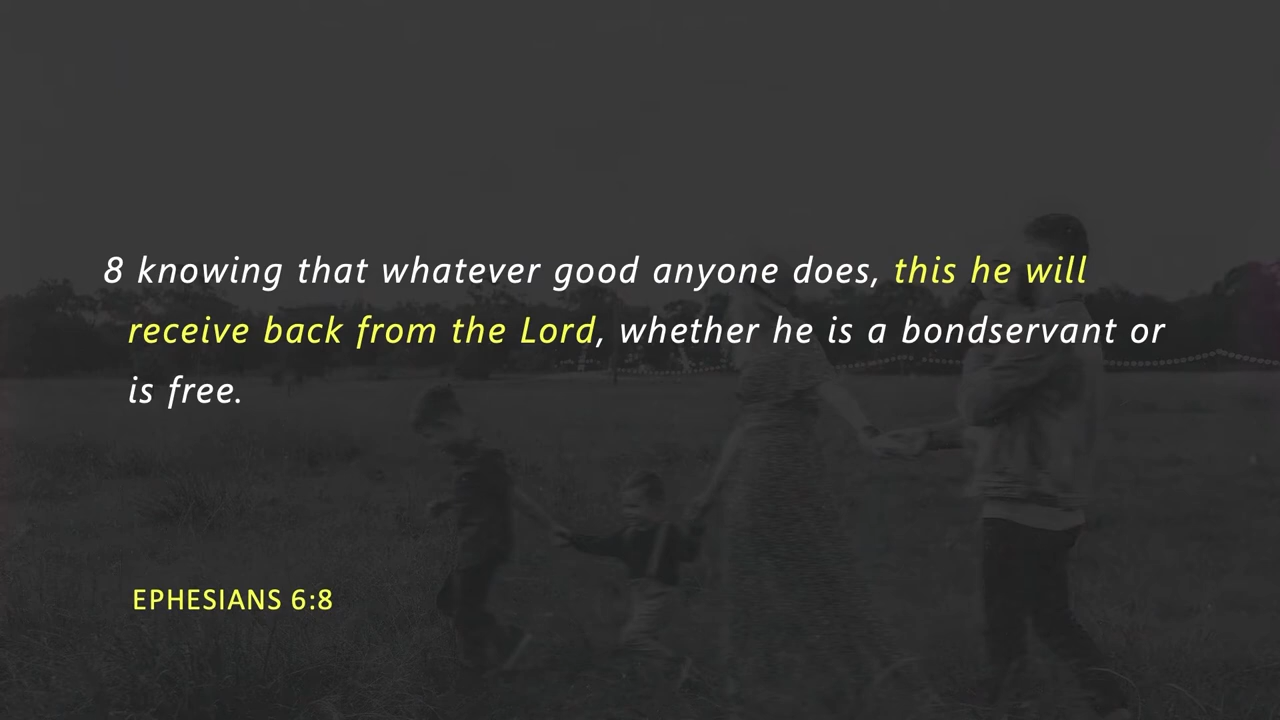 8 knowing that whatever good anyone does, this he will
receive back from the Lord, whether he is a bondservant or
is free.
EPHESIANS 6:8